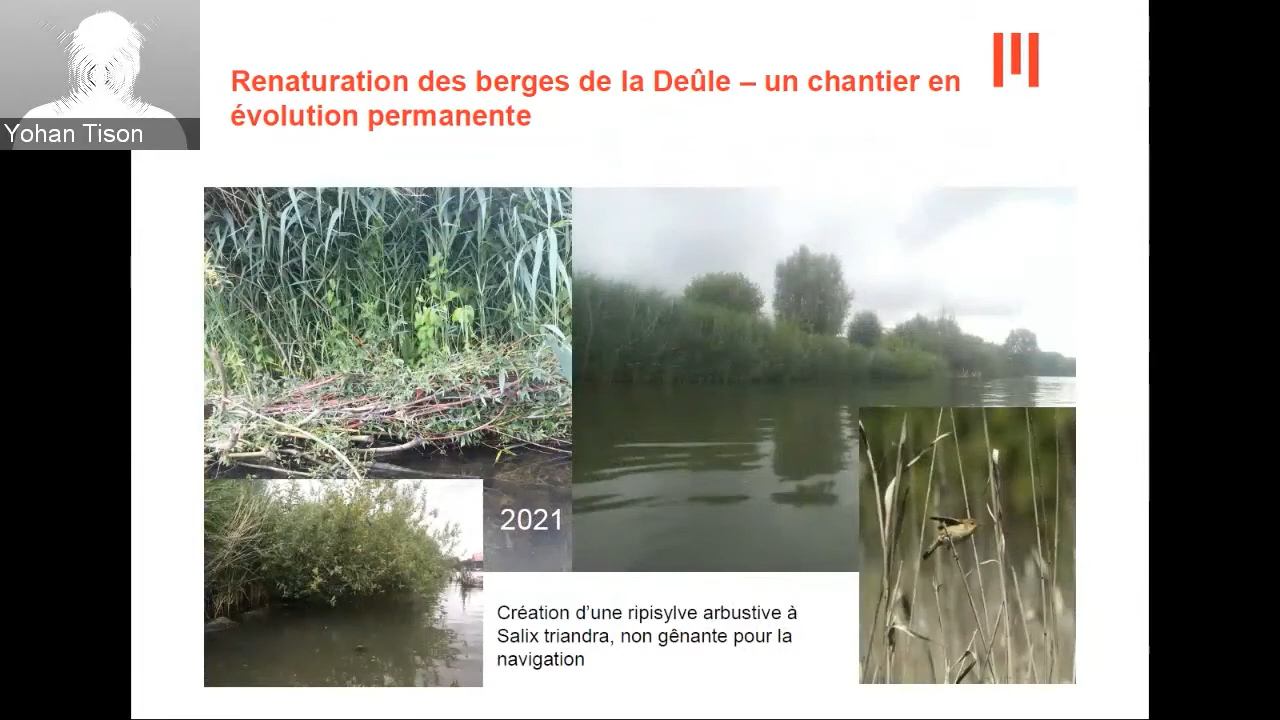 Yohan Tison
Renaturation des berges de la Deûle – un chantier en
évolution permanente
2021
Création d’une ripisylve arbustive à
Salix triandra, non gênante pour la
navigation